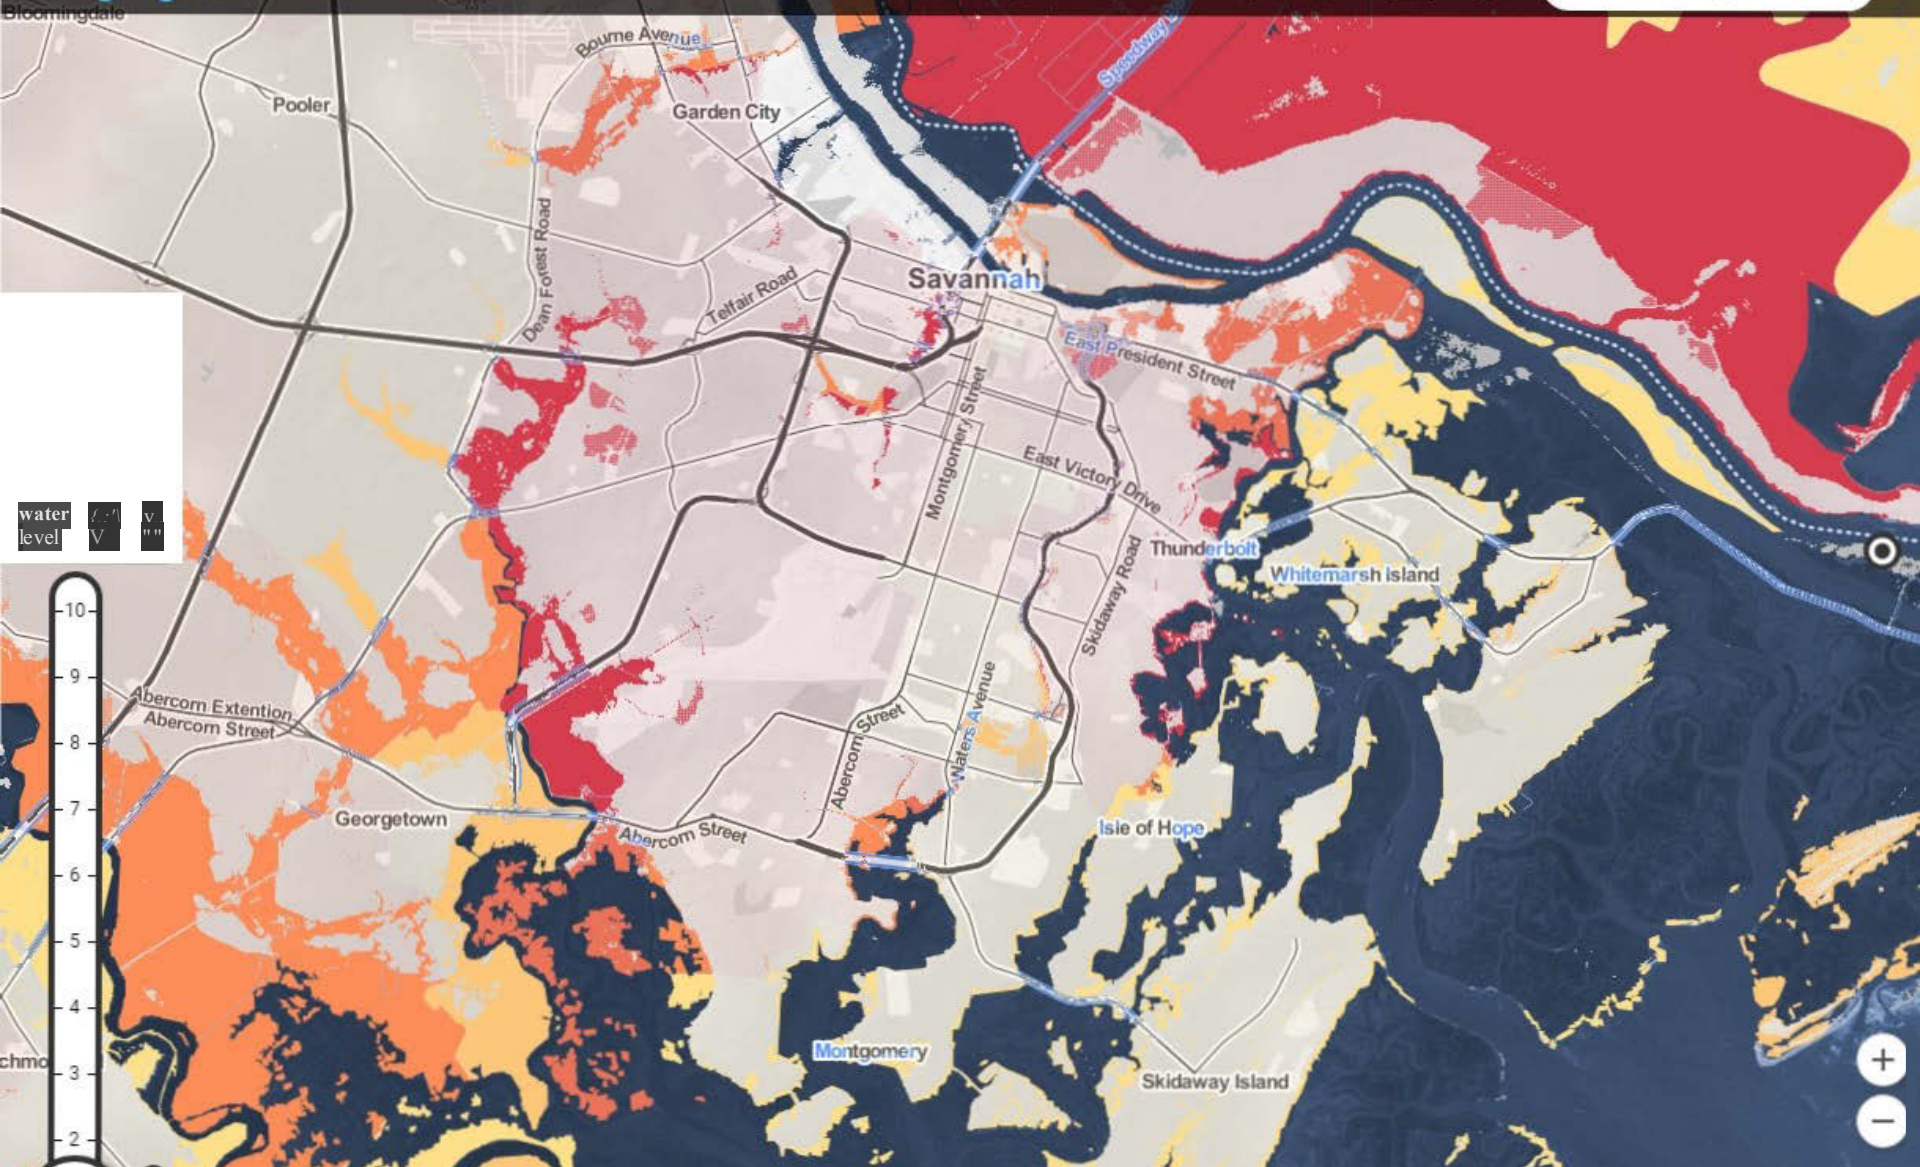 Bloomingdale
Bourne Avenue
Speedway
Pooler
Garden City
Dean Forest Road
Savannah
Telfair Road
East President Street
Montgomery Street
East Victory Drive
water
level
Thunderbolt
Whitemarsh Island
Skidaway Road
10
9
Abercorn Extention
Abercorn Street
Waters Avenue
Abercorn Street
8
7
Georgetown
Abercorn Street
Isle of Hope
6
5
4
Montgomery
chmo
3
Skidaway Island
2
+
−